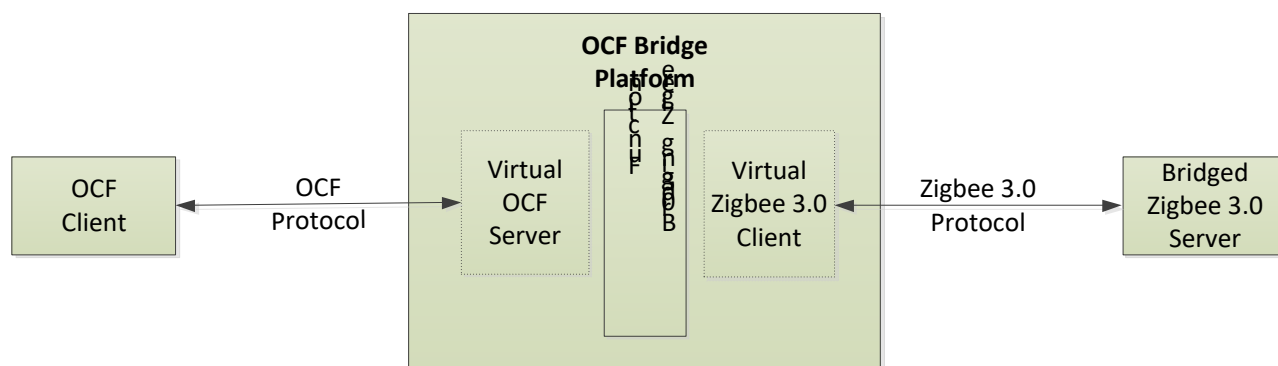 OCF Bridge
Platform
OCF
Client
OCF
Protocol
Virtual
OCF
Server
Function
Virtual
Zigbee 3.0
Client
Zigbee 3.0
Protocol
Bridged
Zigbee 3.0
Server